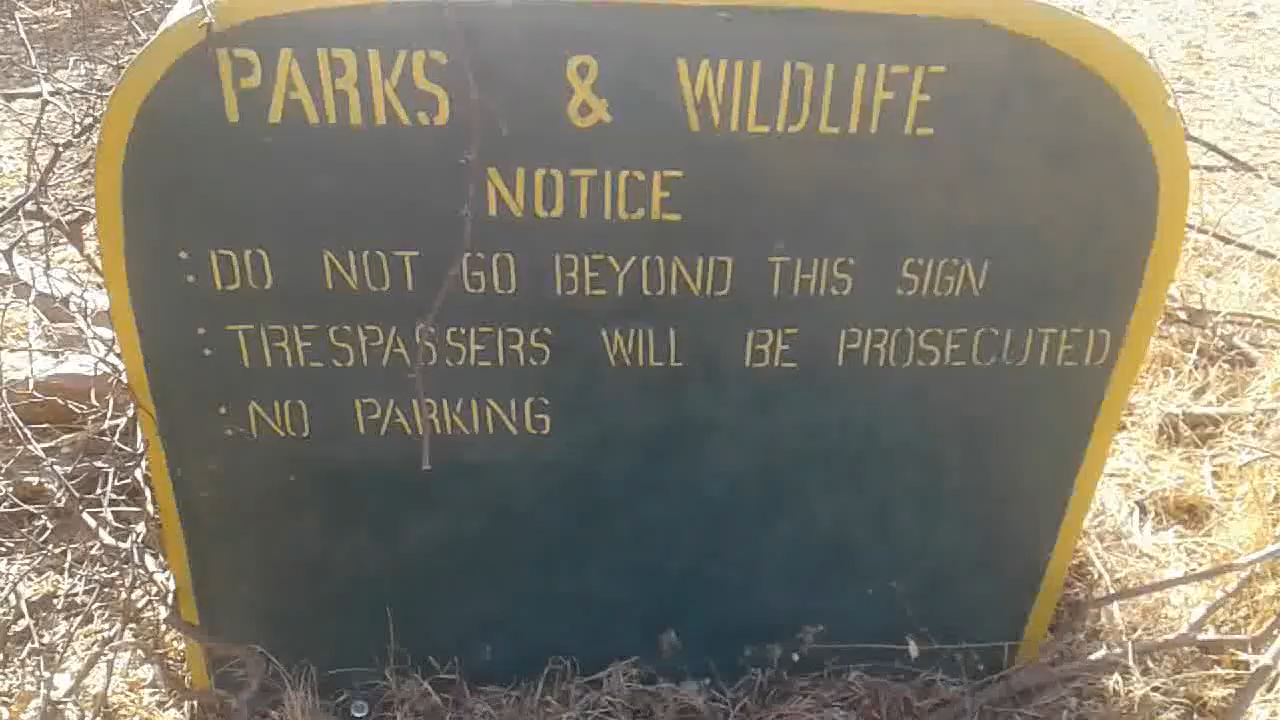 PARKS & WILDLIFE
NOTICE
: DO NOT GO BEYOND THIS SIGN
: TRESPASSERS WILL BE PROSECUTED
: NO PARKING